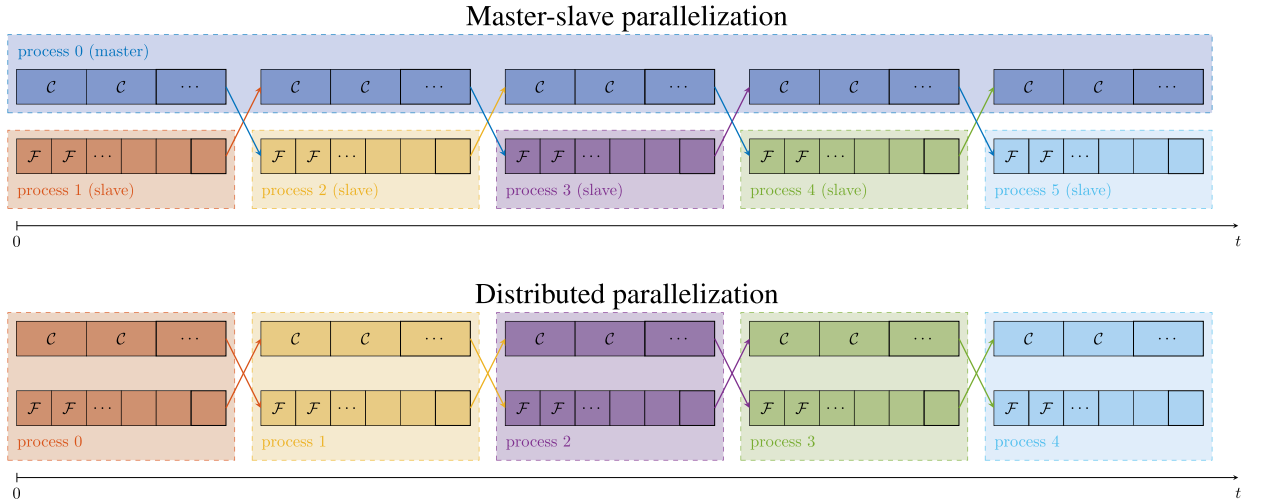 Master-slave parallelization
process 0 (master)
𝒞 𝒞 ⋯ 𝒞 𝒞 ⋯ 𝒞 𝒞 ⋯ 𝒞 𝒞 ⋯ 𝒞 𝒞 ⋯
ℱ ℱ ⋯ ℱ ℱ ⋯ ℱ ℱ ⋯ ℱ ℱ ⋯ ℱ ℱ ⋯
process 1 (slave) process 2 (slave) process 3 (slave) process 4 (slave) process 5 (slave)
0 t
Distributed parallelization
𝒞 𝒞 ⋯ 𝒞 𝒞 ⋯ 𝒞 𝒞 ⋯ 𝒞 𝒞 ⋯ 𝒞 𝒞 ⋯
ℱ ℱ ⋯ ℱ ℱ ⋯ ℱ ℱ ⋯ ℱ ℱ ⋯ ℱ ℱ ⋯
process 0 process 1 process 2 process 3 process 4
0 t